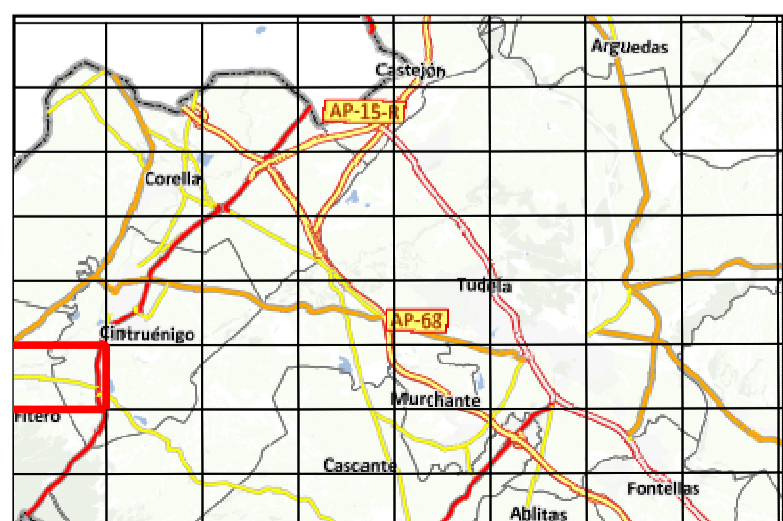 Arguedas
Castejón
AP-15-R
Corella
Tudela
AP-68
Cintruénigo
Murchante
Fitero
Cascante
Fontellas
Ablitas